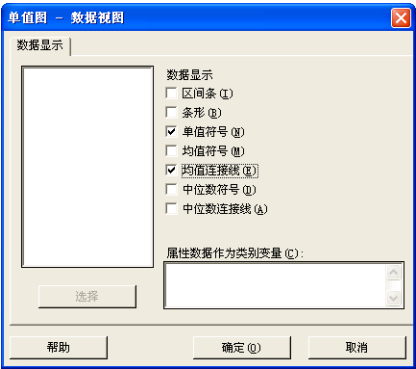 单值图 - 数据视图
数据显示
数据显示
区间条(I)
条形(B)
单值符号(N)
均值符号(M)
均值连接线(E)
中位数符号(D)
中位数连接线(A)
属性数据作为类别变量(C):
选择
帮助
确定(O)
取消